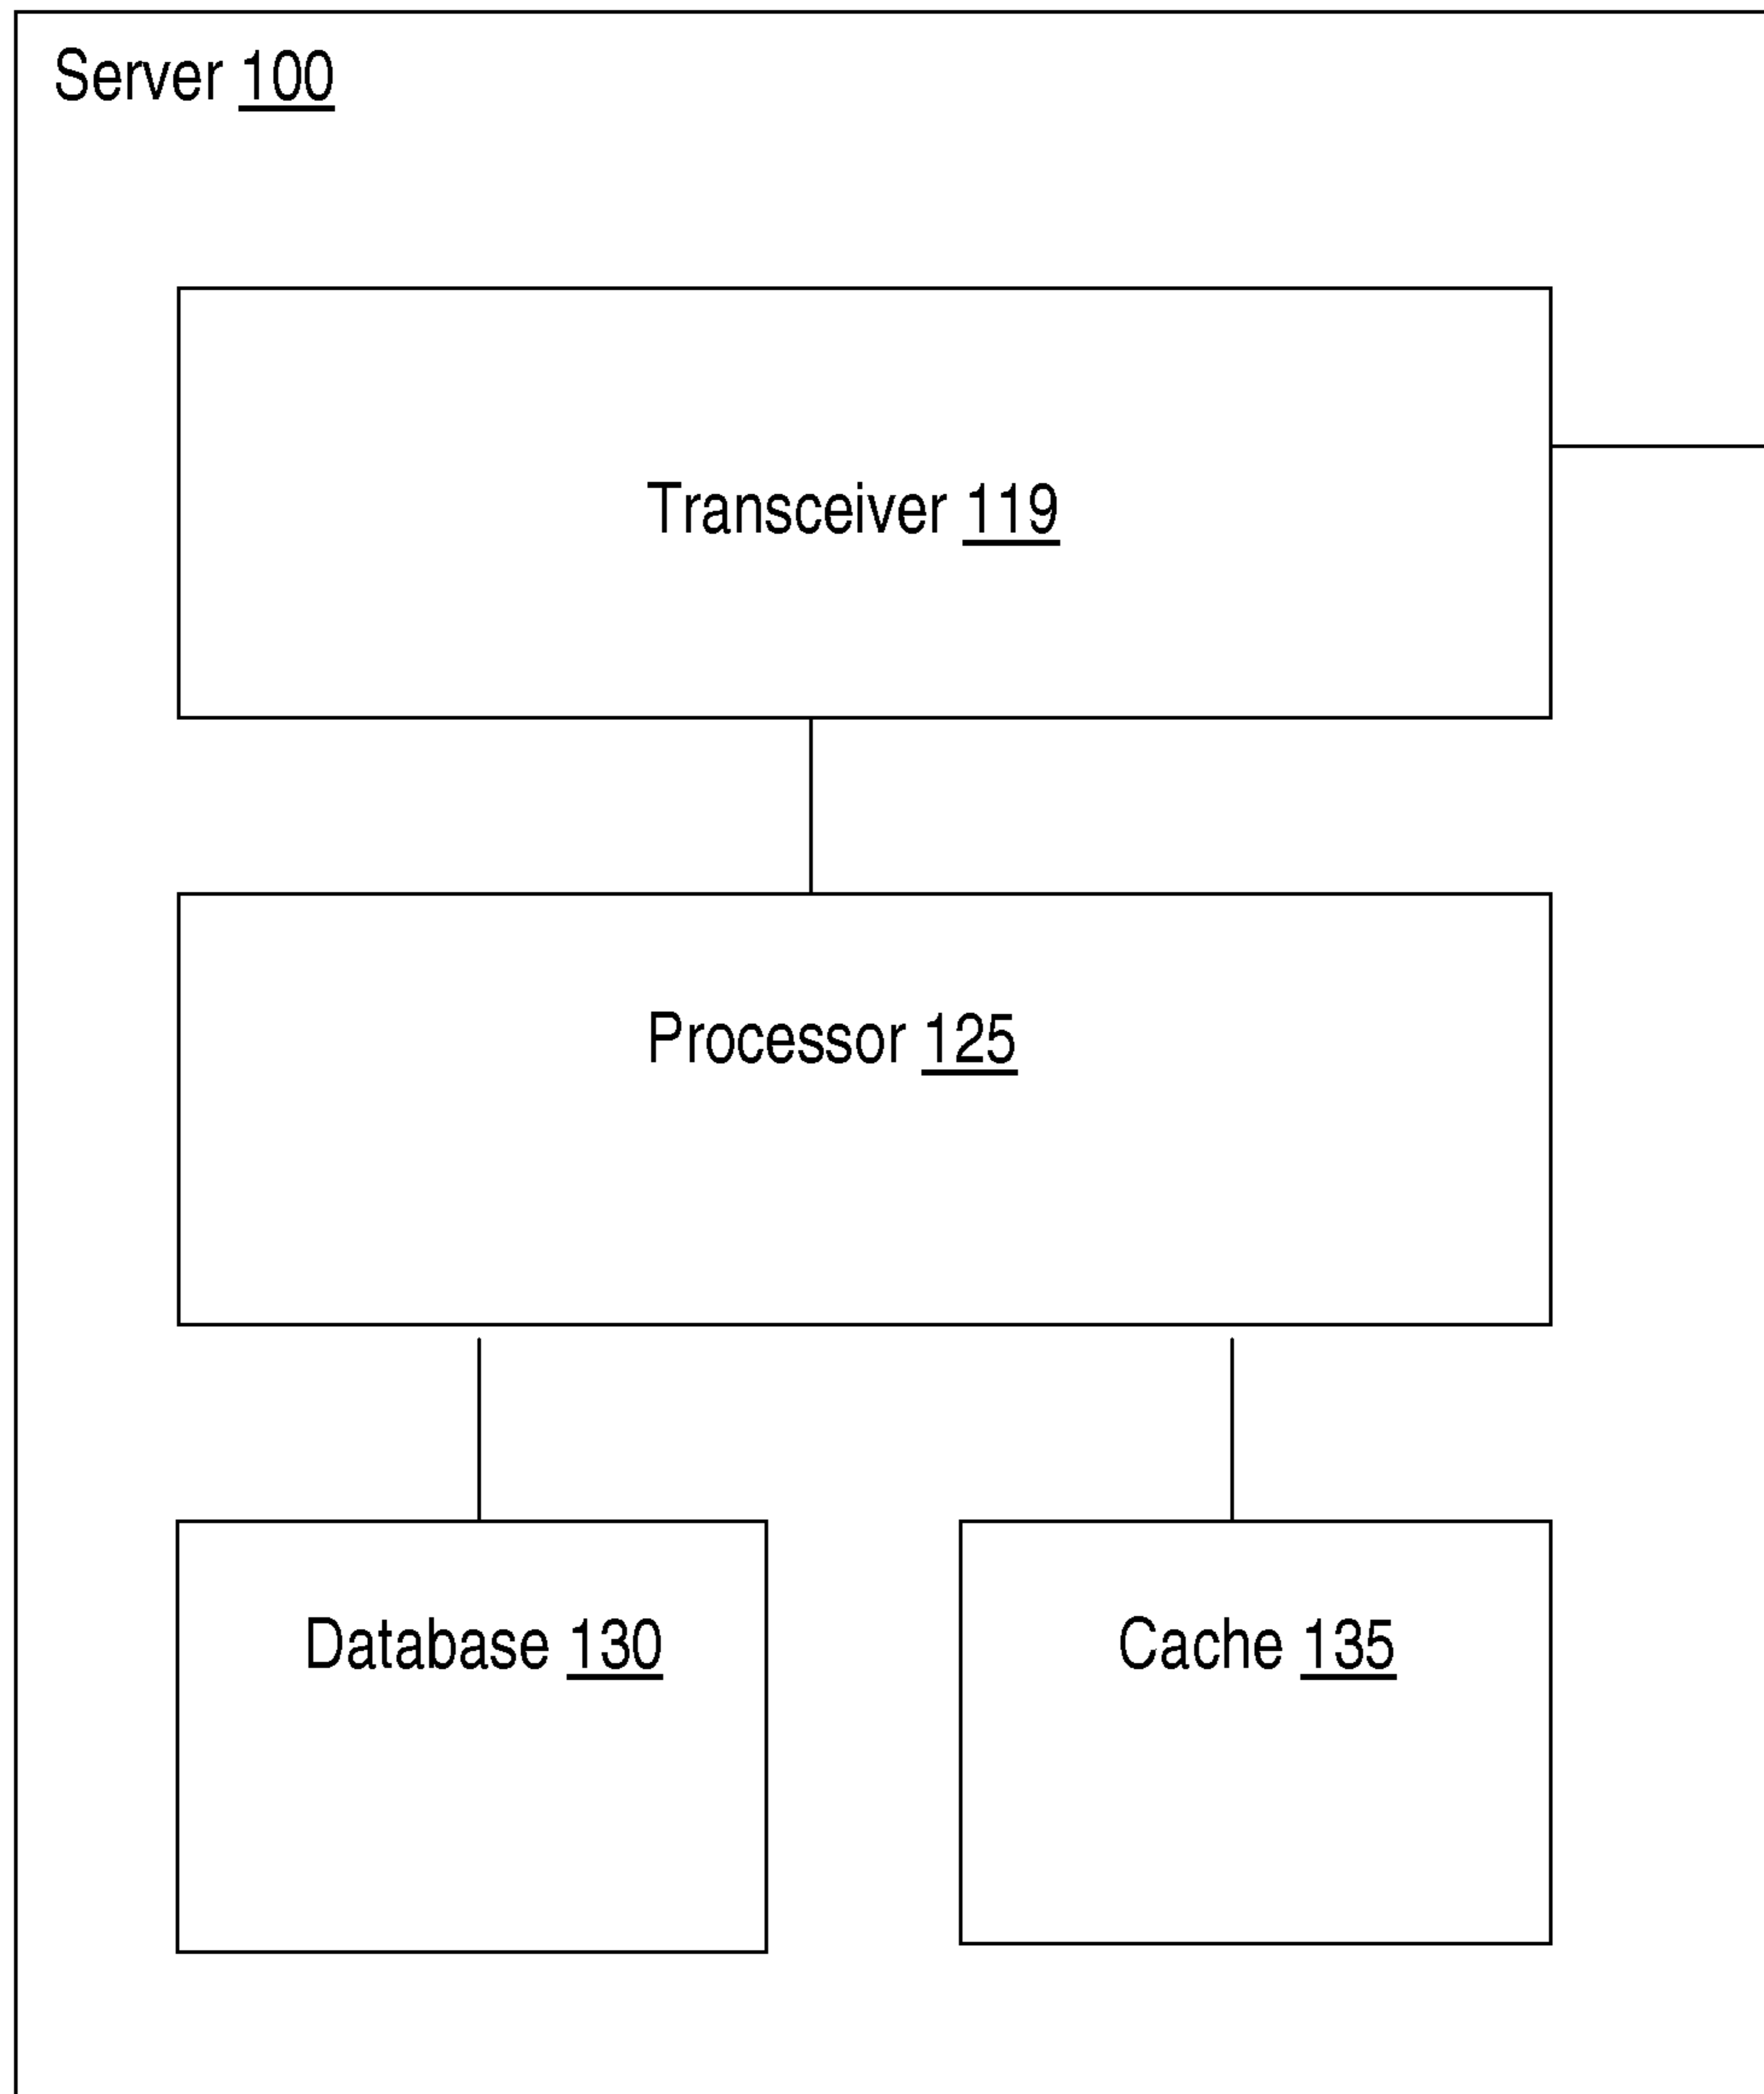 Server 100
Transceiver 119
Processor 125
Database 130
Cache 135